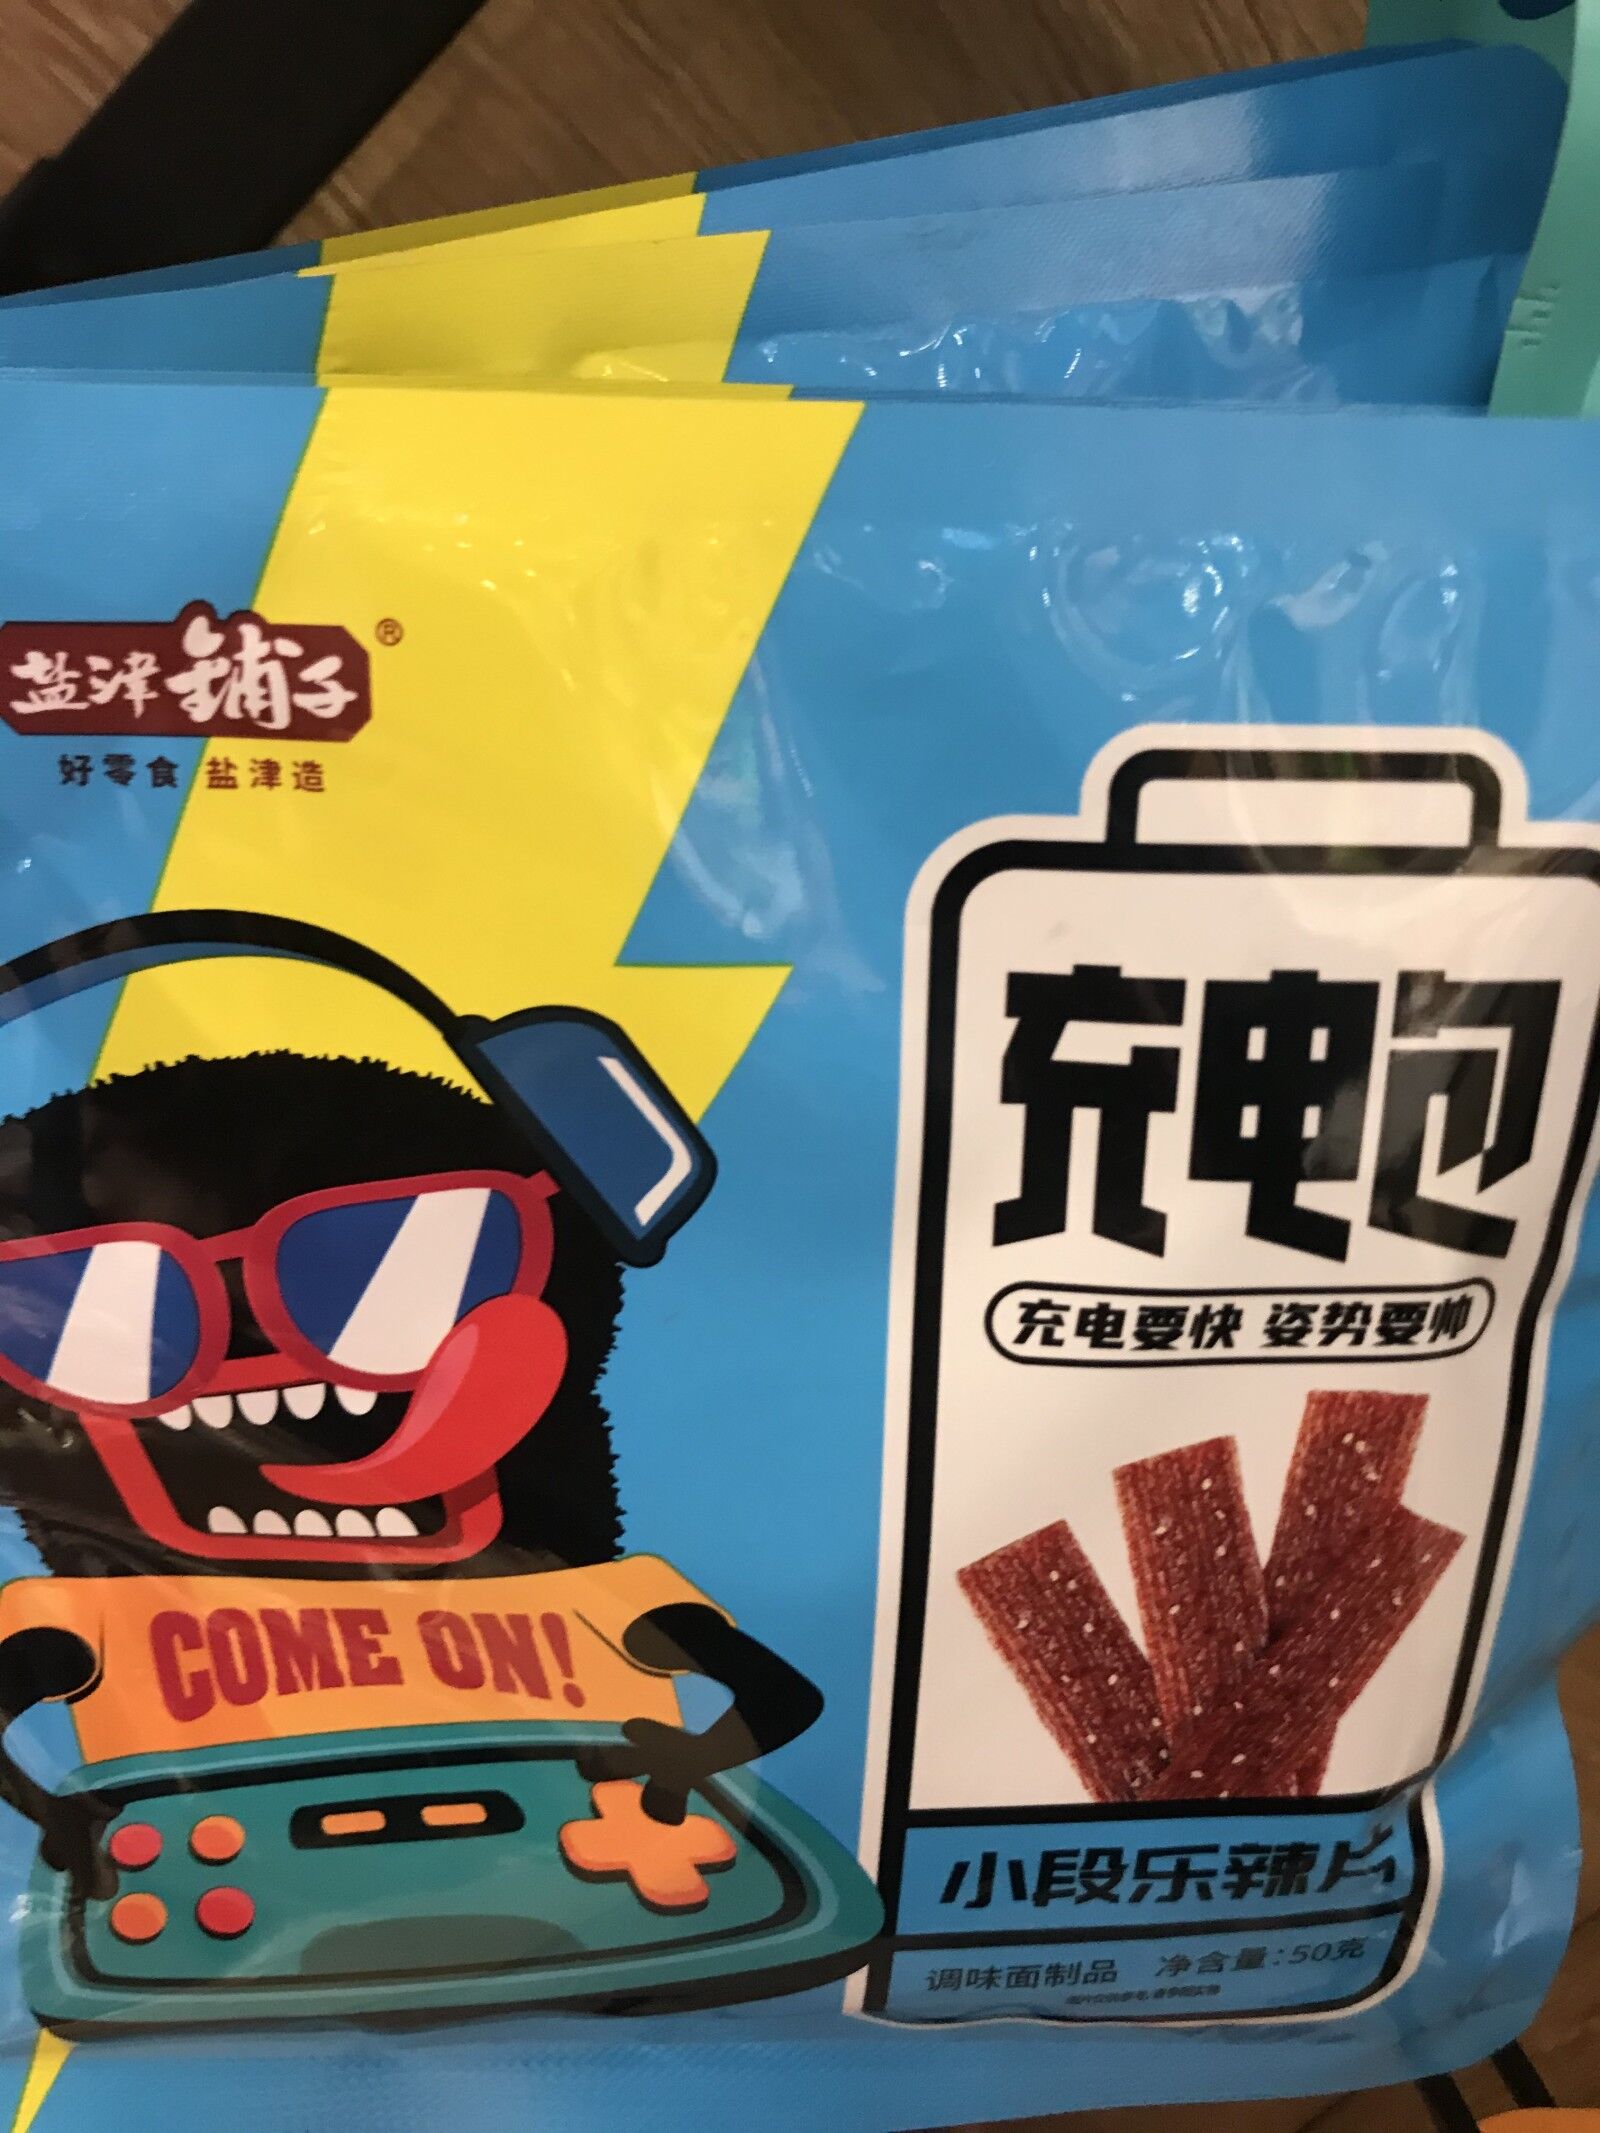 盐津铺子®
好零食 盐津造
充电包
充电要快 姿势要帅
COME ON!
小段乐辣片
调味面制品 净含量:50克